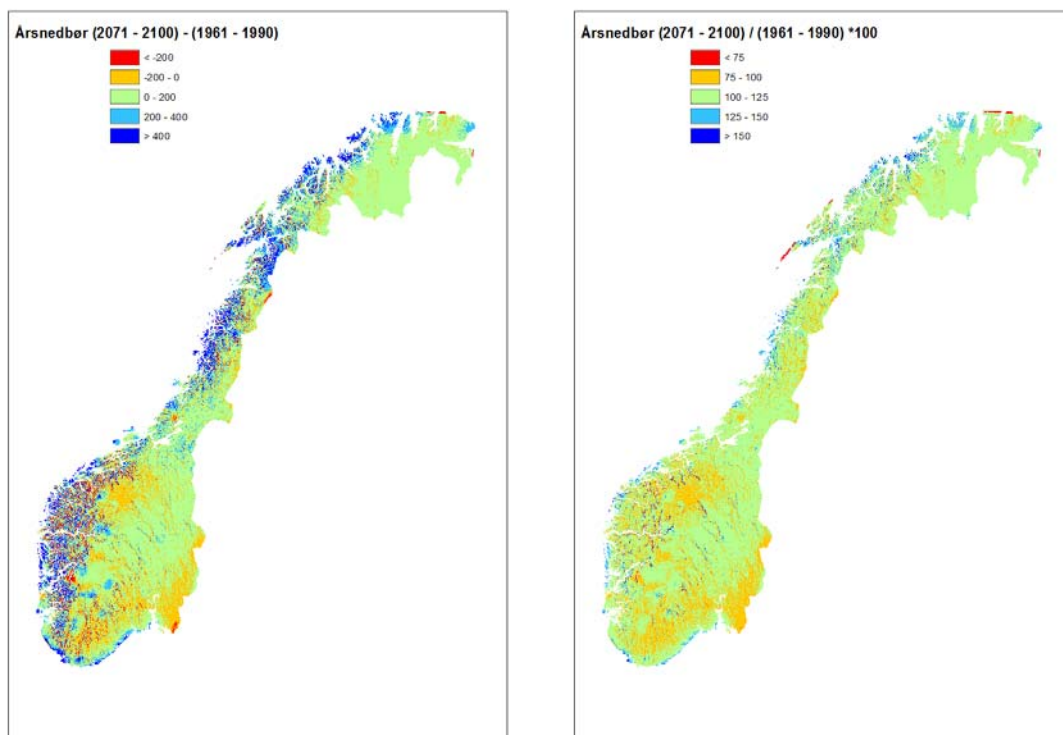 Årsnedbør (2071 - 2100) - (1961 - 1990)
< -200
-200 - 0
0 - 200
200 - 400
> 400
Årsnedbør (2071 - 2100) / (1961 - 1990) *100
< 75
75 - 100
100 - 125
125 - 150
> 150